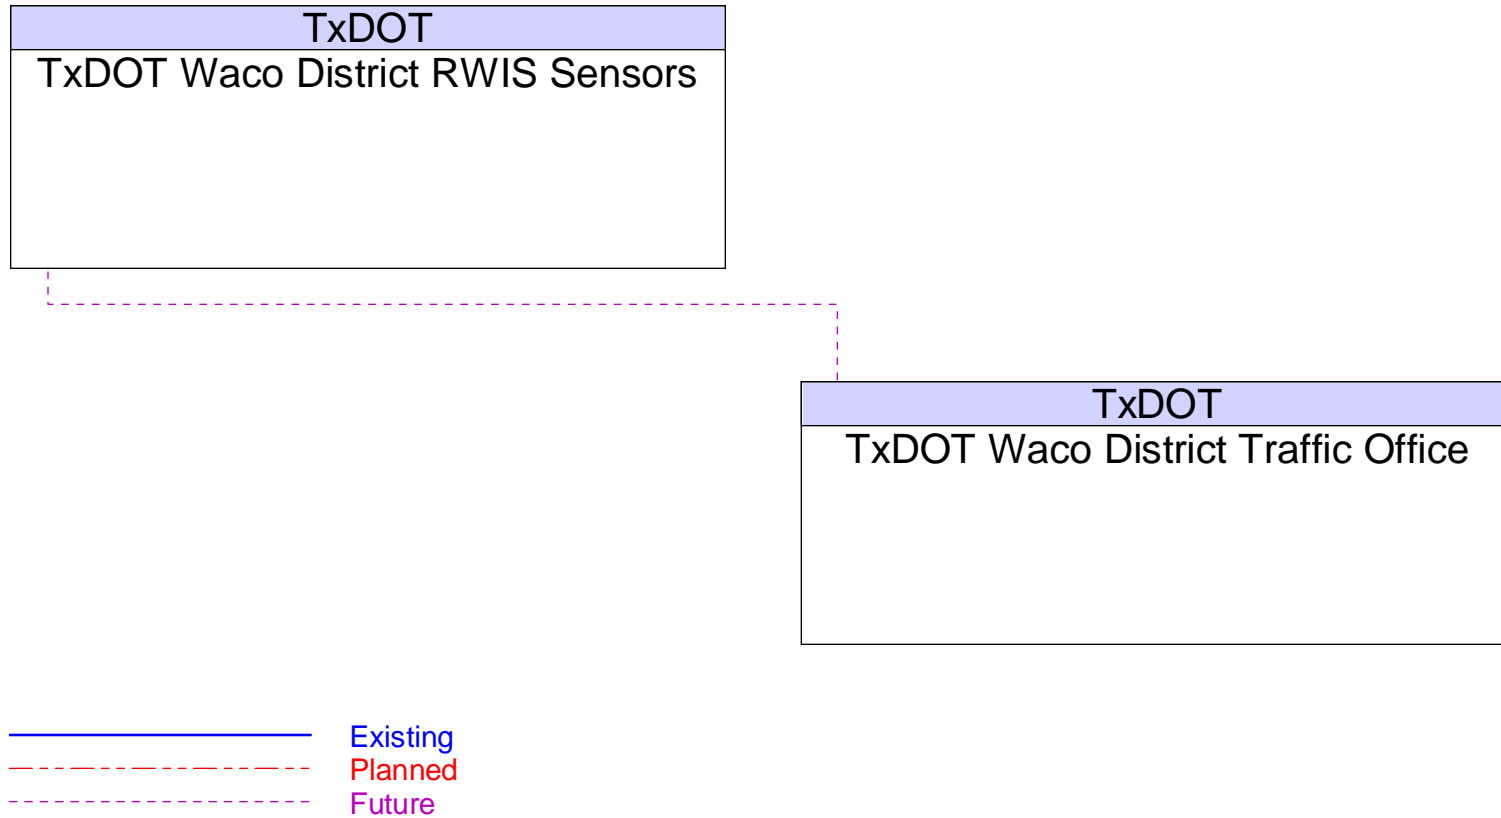 TxDOT
TxDOT Waco District RWIS Sensors
TxDOT
TxDOT Waco District Traffic Office
Existing
Planned
Future